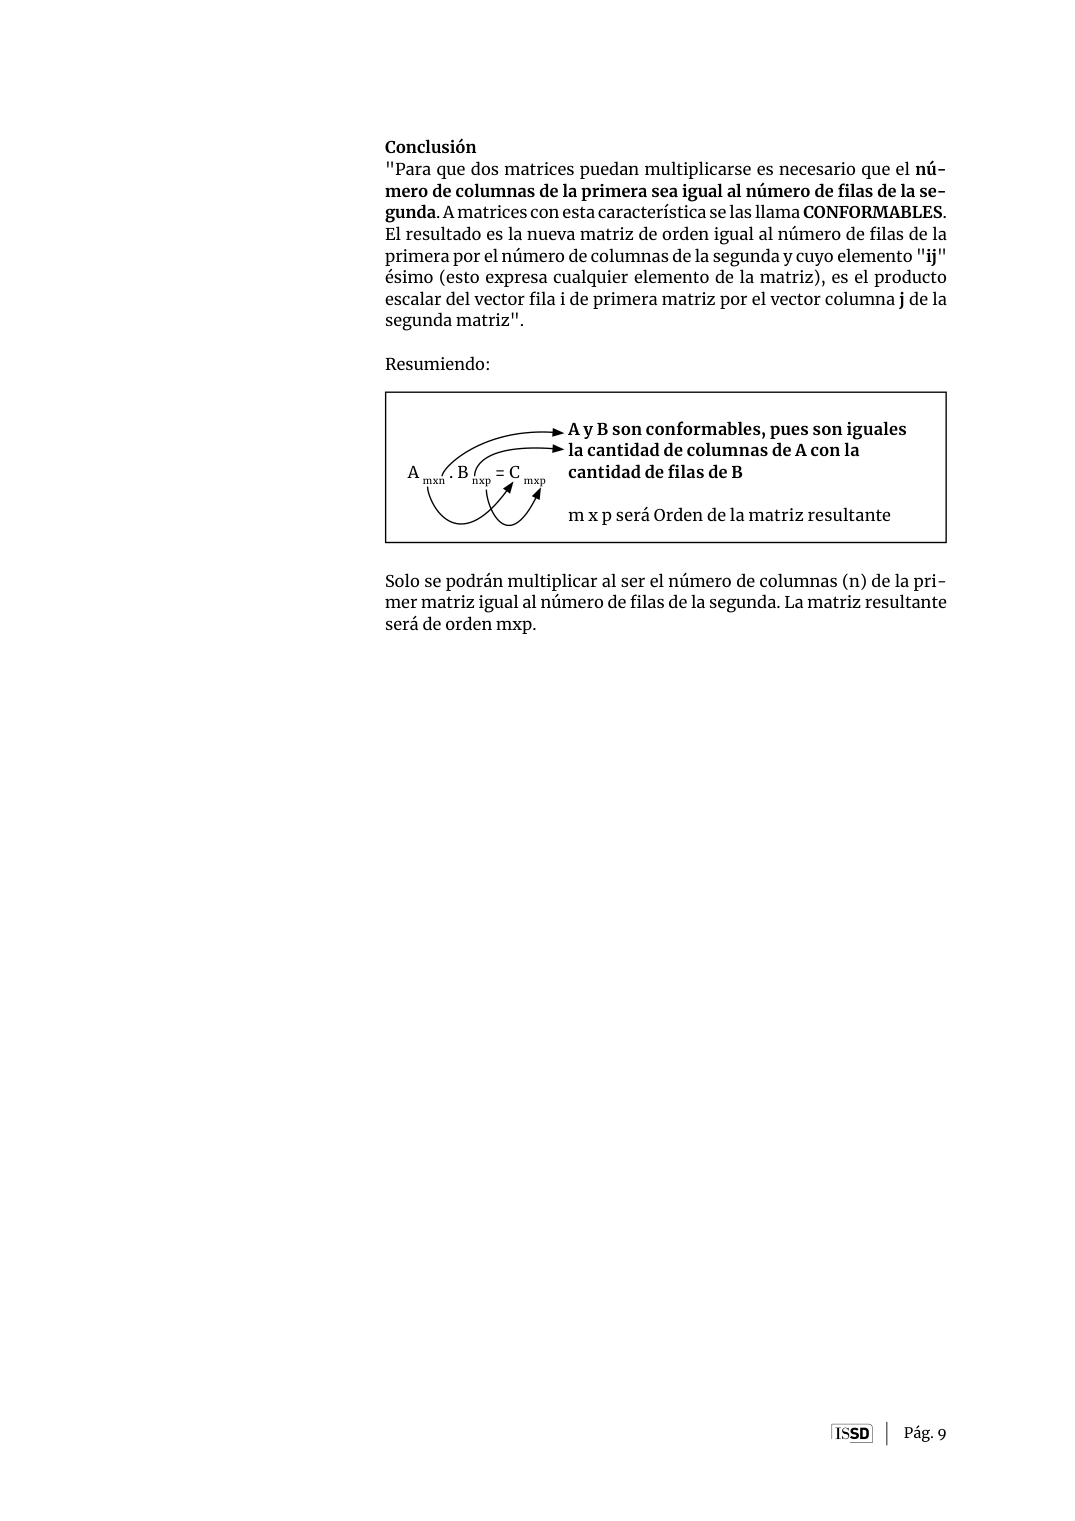 Conclusión
"Para que dos matrices puedan multiplicarse es necesario que el nú-
mero de columnas de la primera sea igual al número de filas de la se-
gunda. A matrices con esta característica se las llama CONFORMABLES.
El resultado es la nueva matriz de orden igual al número de filas de la
primera por el número de columnas de la segunda y cuyo elemento "ij"
ésimo (esto expresa cualquier elemento de la matriz), es el producto
escalar del vector fila i de primera matriz por el vector columna j de la
segunda matriz".
Resumiendo:
A mxn . B nxp = C mxp
A y B son conformables, pues son iguales
la cantidad de columnas de A con la
cantidad de filas de B
m x p será Orden de la matriz resultante
Solo se podrán multiplicar al ser el número de columnas (n) de la pri-
mer matriz igual al número de filas de la segunda. La matriz resultante
será de orden mxp.
ISSD Pág. 9